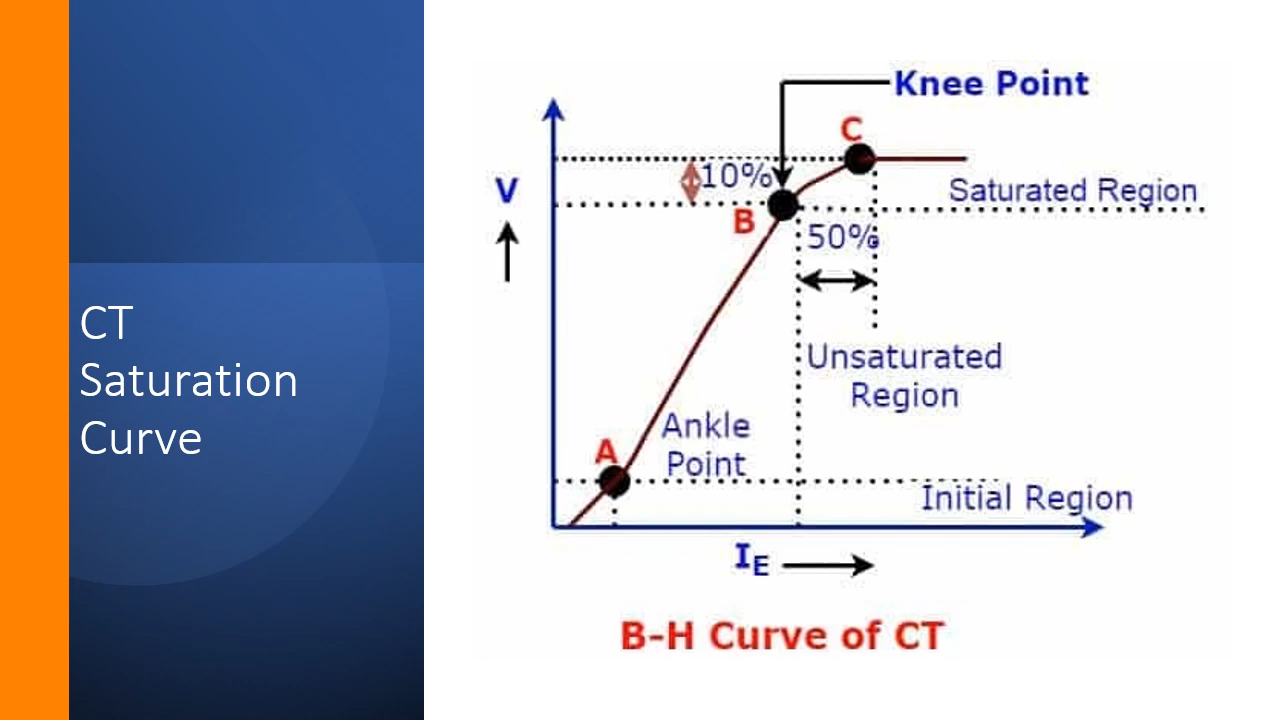 CT
Saturation
Curve
Knee Point
C
10%
V
Saturated Region
B
50%
Unsaturated
Region
Ankle
Point
A
Initial Region
IE
B-H Curve of CT